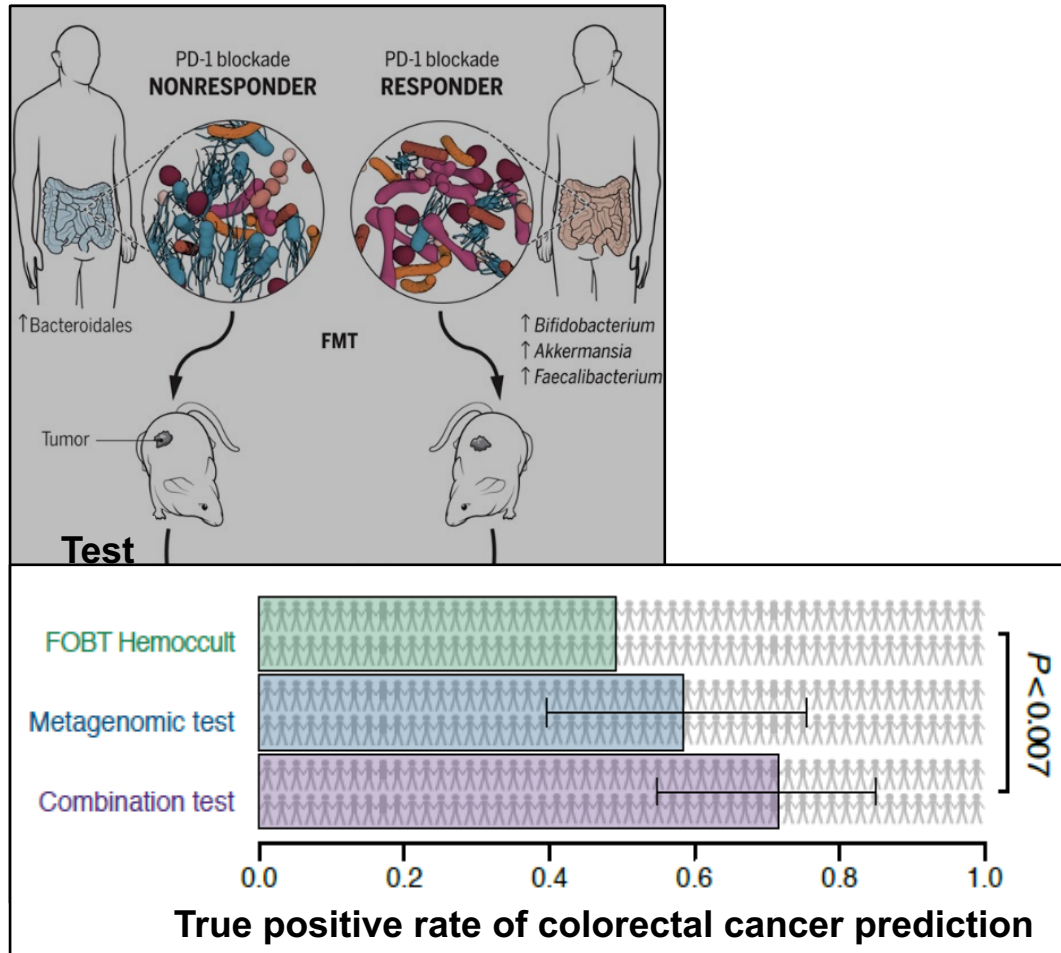 PD-1 blockade
NONRESPONDER
PD-1 blockade
RESPONDER
↑Bacteroidales
FMT
↑ Bifidobacterium
↑ Akkermansia
↑ Faecalibacterium
Tumor
Test
FOBT Hemoccult
Metagenomic test
Combination test
P<0.007
0.0 0.2 0.4 0.6 0.8 1.0
True positive rate of colorectal cancer prediction